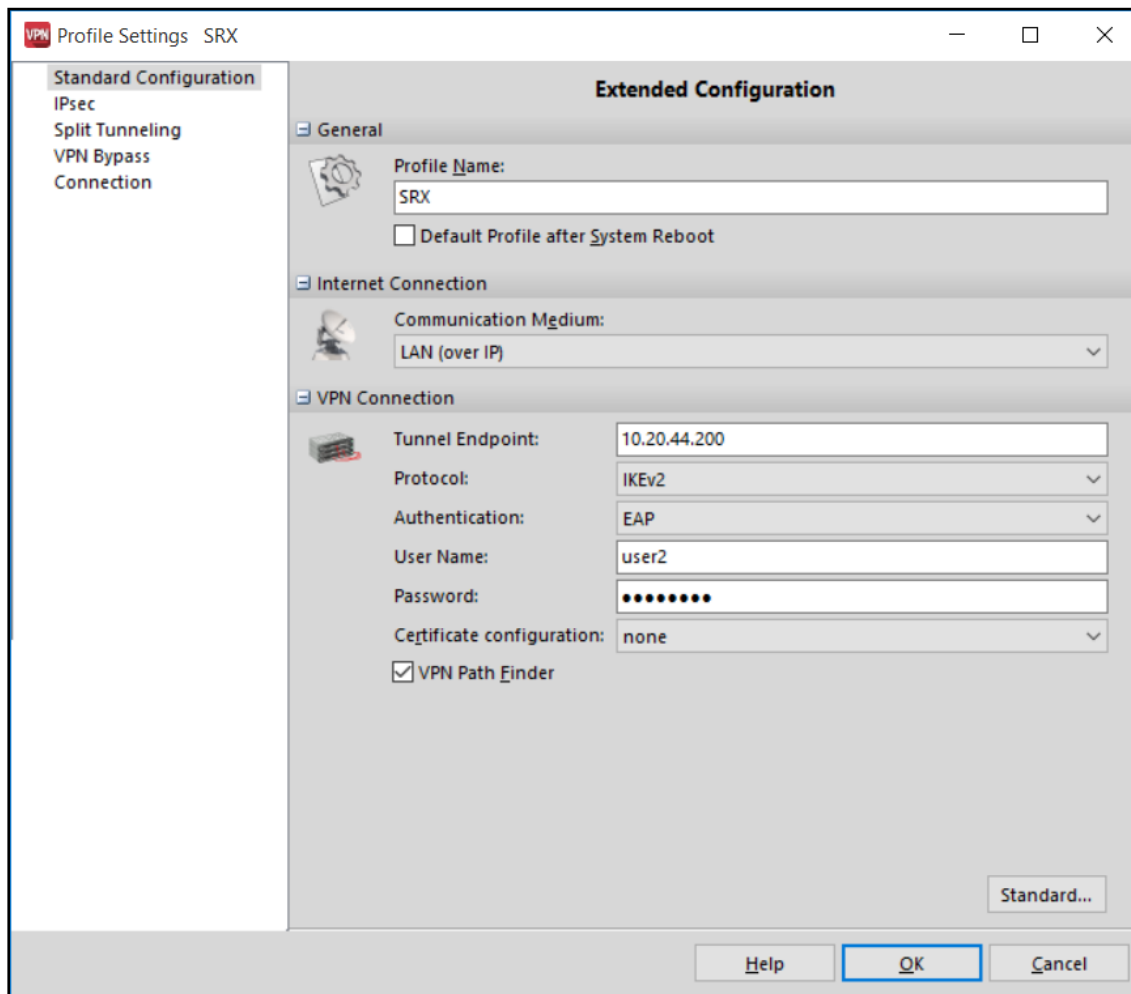 VPN Profile Settings SRX
Standard Configuration
IPsec
Split Tunneling
VPN Bypass
Connection
Extended Configuration
General
Profile Name:
SRX
Default Profile after System Reboot
Internet Connection
Communication Medium:
LAN (over IP)
VPN Connection
Tunnel Endpoint: 10.20.44.200
Protocol: IKEv2
Authentication: EAP
User Name: user2
Password: ●●●●●●●●
Certificate configuration: none
VPN Path Finder
Standard...
Help OK Cancel